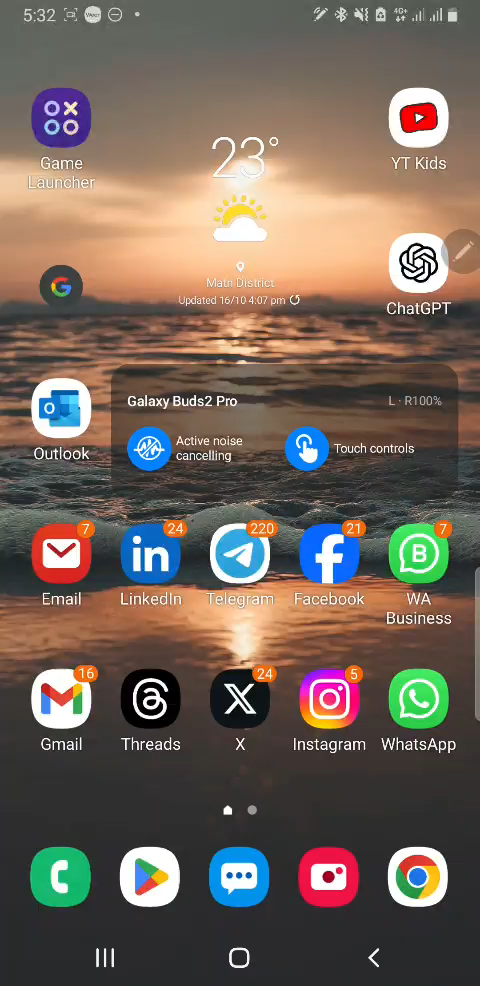 5:32
4G+
Game
Launcher
23°
YT Kids
Matn District
Updated 16/10 4:07 pm
ChatGPT
Outlook
Galaxy Buds2 Pro
L · R100%
Active noise
cancelling
Touch controls
7
24
220
21
7
Email
LinkedIn
Telegram
Facebook
WA
Business
16
24
5
Gmail
Threads
X
Instagram
WhatsApp